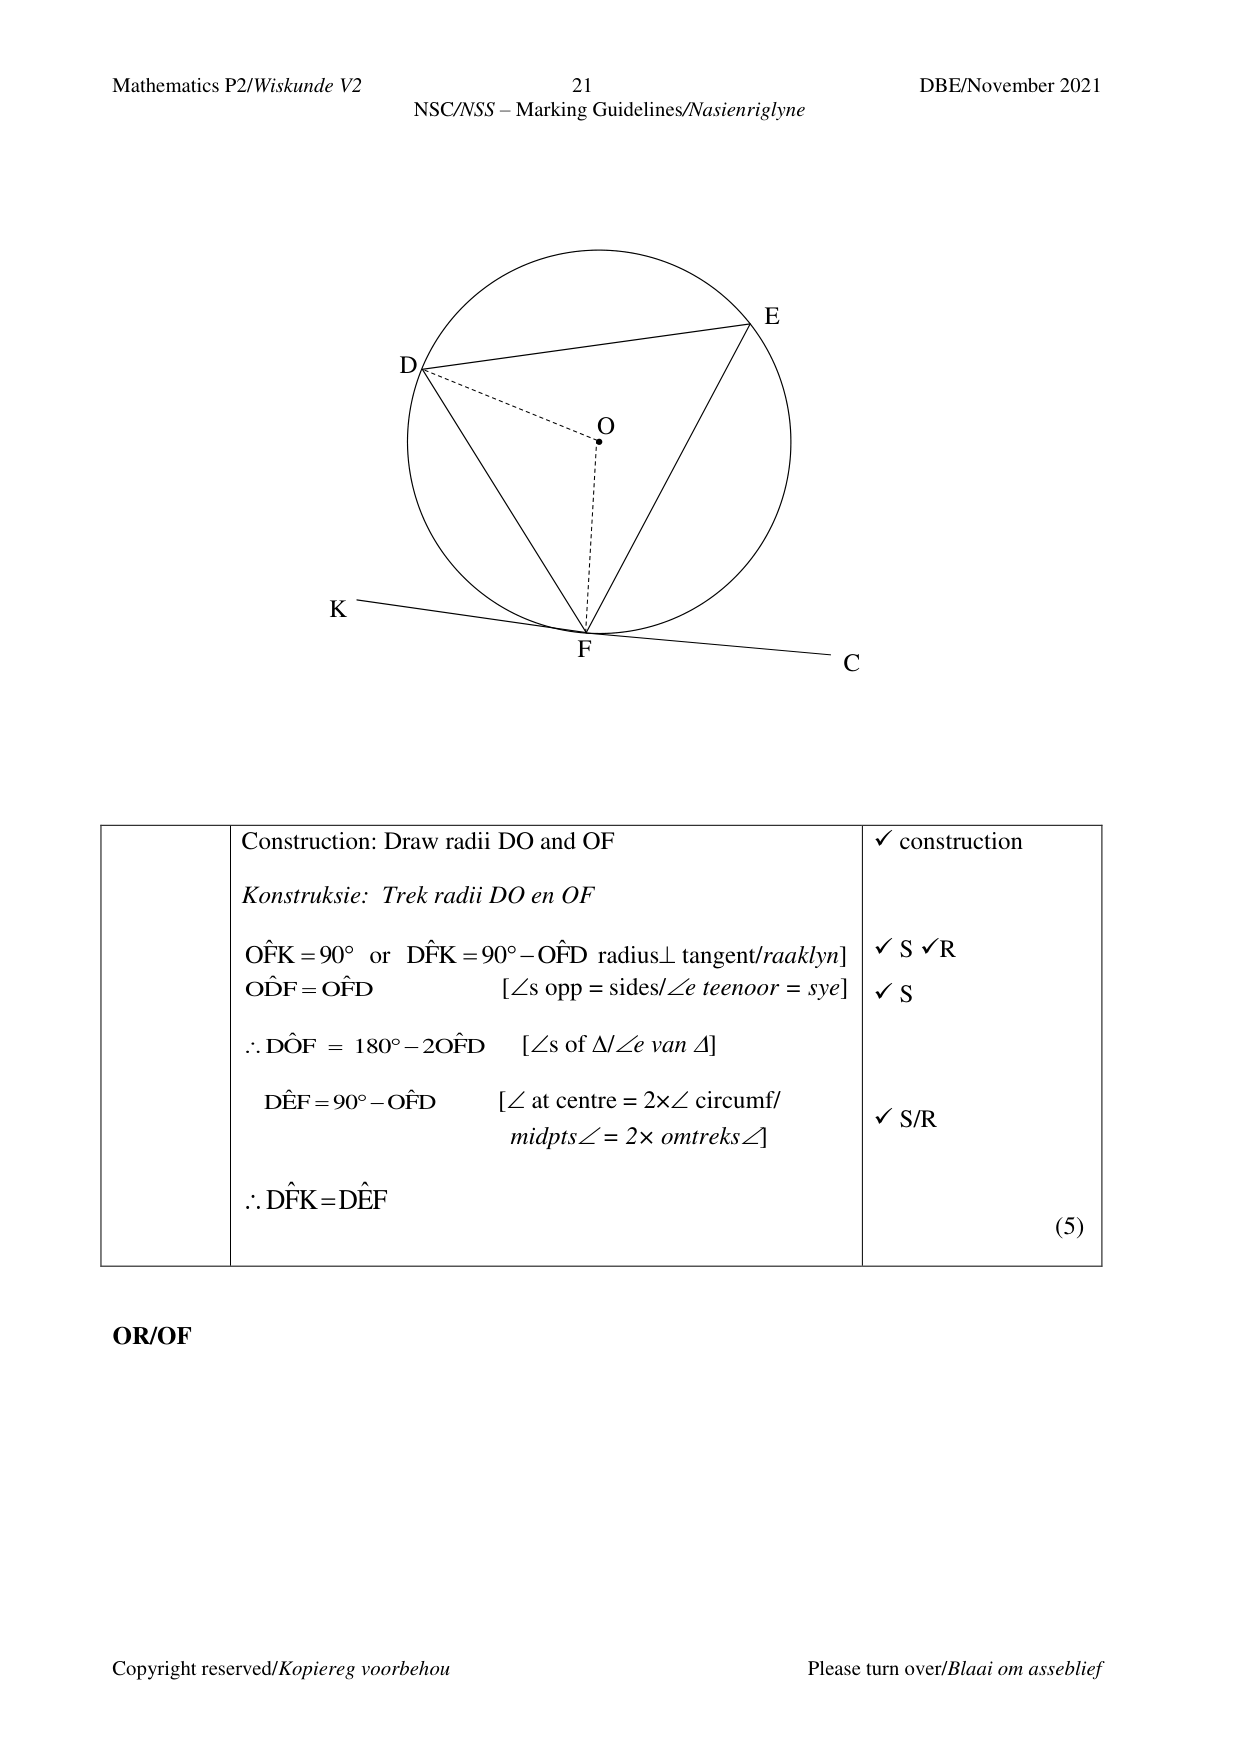 Mathematics P2/Wiskunde V2 21 DBE/November 2021
NSC/NSS – Marking Guidelines/Nasienriglyne
E
D
O
K
F
C
Construction: Draw radii DO and OF ✓ construction
Konstruksie: Trek radii DO en OF
OF̂K = 90° or DF̂K = 90° – OF̂D radius⊥ tangent/raaklyn] ✓ S ✓R
OD̂F = OF̂D [∠s opp = sides/∠e teenoor = sye] ✓ S
∴ DÔF = 180° – 2OF̂D [∠s of Δ/∠e van Δ]
DÊF = 90° – OF̂D [∠ at centre = 2×∠ circumf/
midpts∠ = 2× omtreks∠] ✓ S/R
∴ DF̂K = DÊF
(5)
OR/OF
Copyright reserved/Kopiereg voorbehou Please turn over/Blaai om asseblief